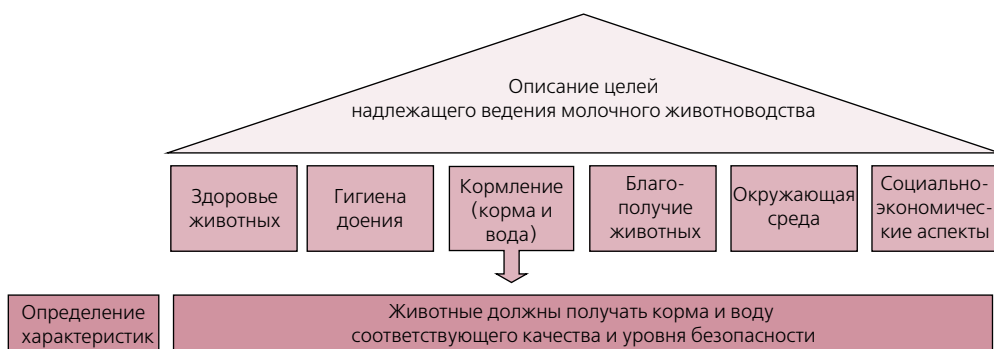 Описание целей
надлежащего ведения молочного животноводства
Здоровье
животных
Гигиена
доения
Кормление
(корма и
вода)
Благо-
получие
животных
Окружающая
среда
Социально-
экономичес-
кие аспекты
Определение
характеристик
Животные должны получать корма и воду
соответствующего качества и уровня безопасности